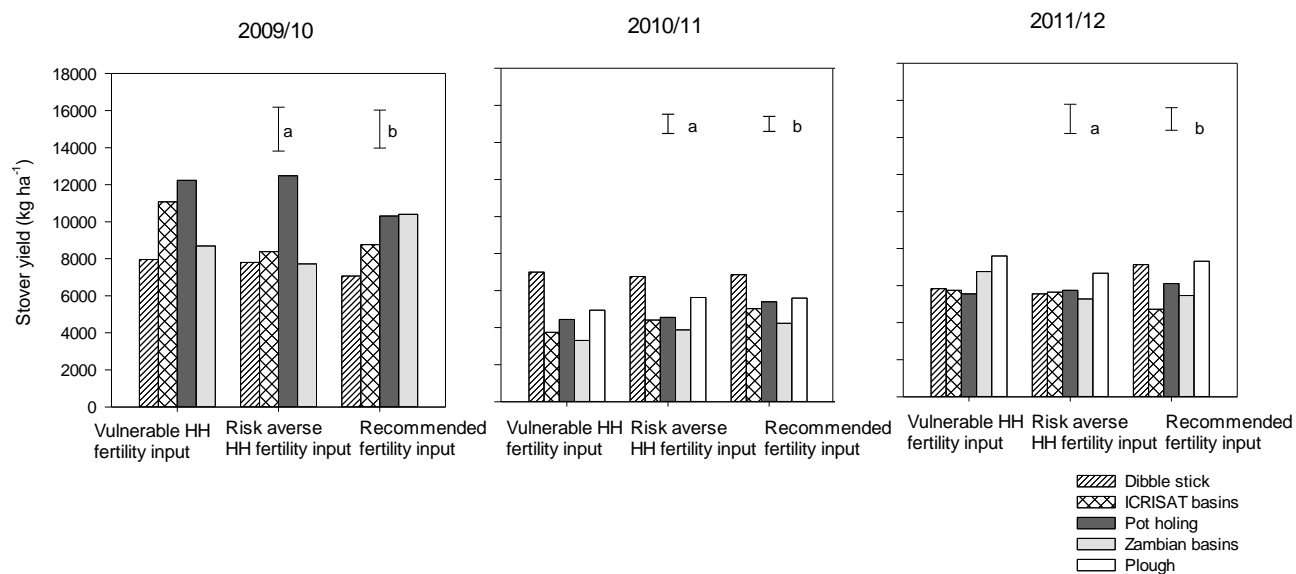 2009/10
2010/11
2011/12
Stover yield (kg ha⁻¹)
18000
16000
14000
12000
10000
8000
6000
4000
2000
0
a
b
a
b
a
b
Vulnerable HH
fertility input
Risk averse
HH fertility input
Recommended
fertility input
Vulnerable HH
fertility input
Risk averse
HH fertility input
Recommended
fertility input
Vulnerable HH
fertility input
Risk averse
HH fertility input
Recommended
fertility input
Dibble stick
ICRISAT basins
Pot holing
Zambian basins
Plough